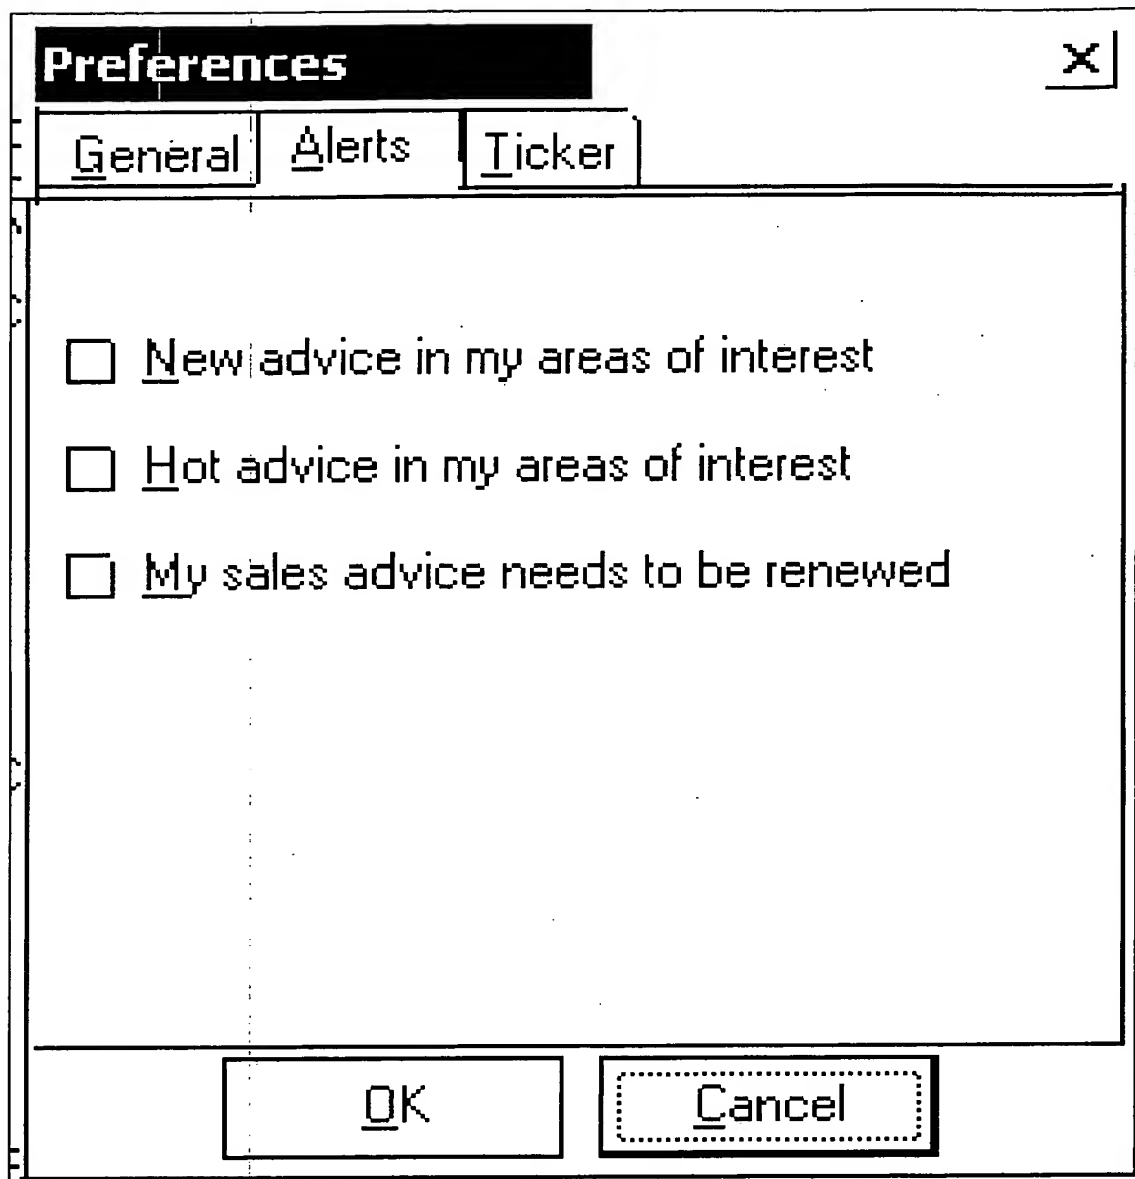 Preferences
General Alerts Ticker
New advice in my areas of interest
Hot advice in my areas of interest
My sales advice needs to be renewed
OK Cancel